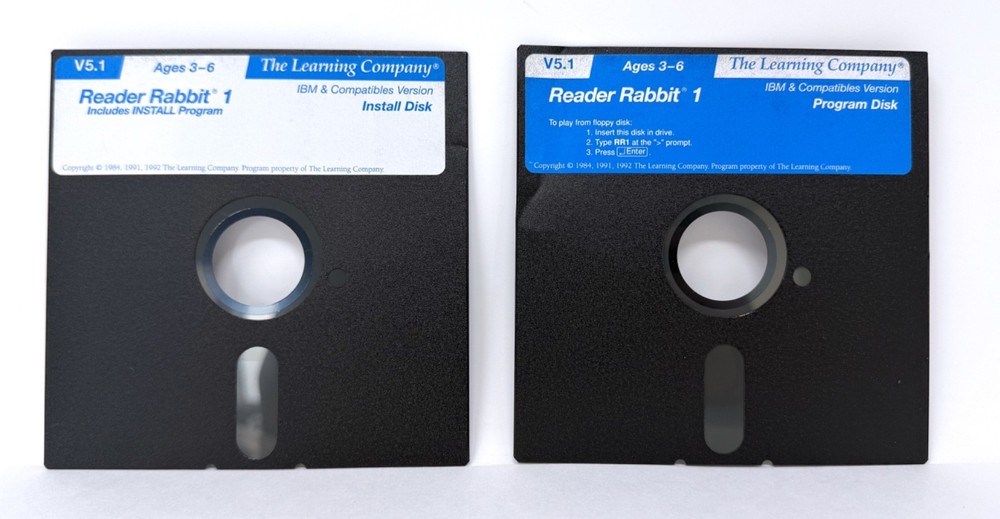 V5.1
Ages 3–6
The Learning Company®
IBM & Compatibles Version
Reader Rabbit® 1
Install Disk
Includes INSTALL Program
Copyright © 1984, 1991, 1992 The Learning Company. Program property of The Learning Company.
V5.1
Ages 3–6
The Learning Company®
IBM & Compatibles Version
Reader Rabbit® 1
Program Disk
To play from floppy disk:
1. Insert this disk in drive.
2. Type RR1 at the ">" prompt.
3. Press ↵Enter.
Copyright © 1984, 1991, 1992 The Learning Company. Program property of The Learning Company.